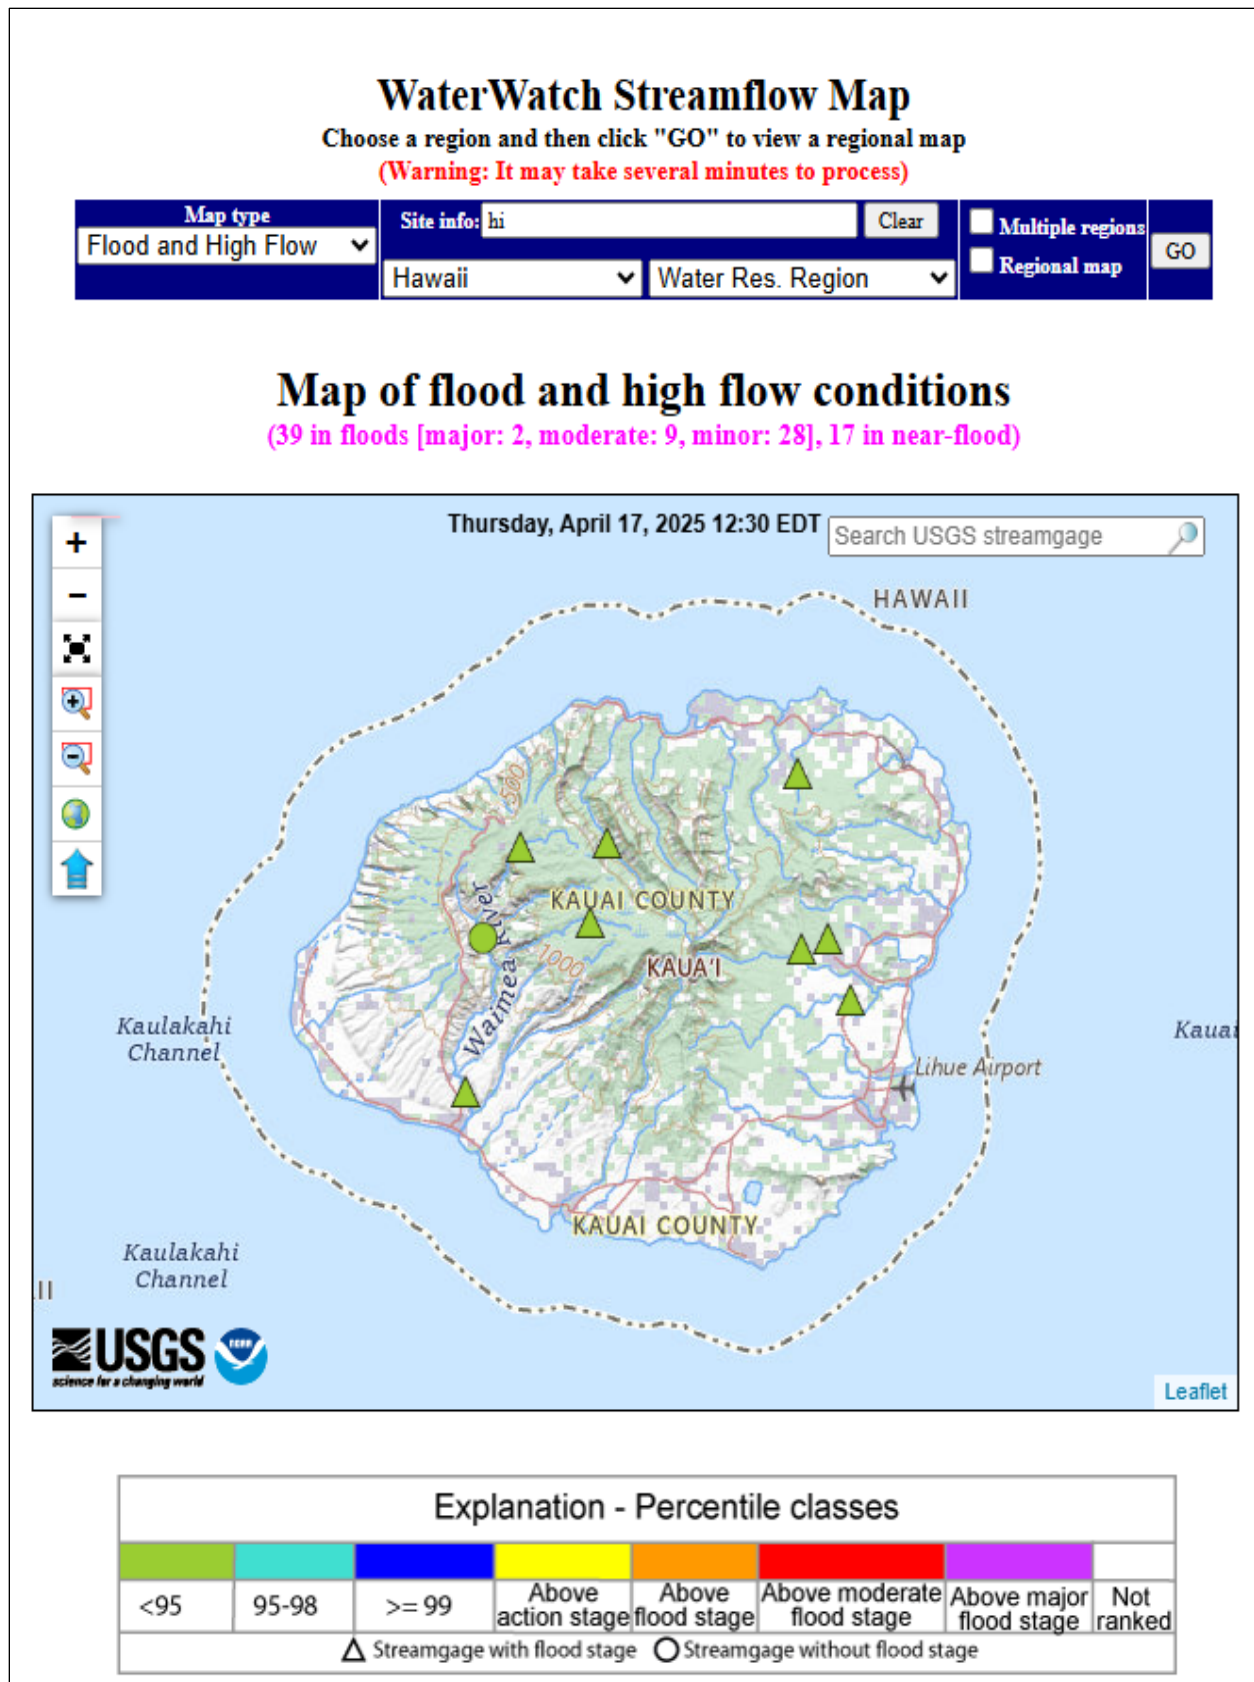 WaterWatch Streamflow Map
Choose a region and then click "GO" to view a regional map
(Warning: It may take several minutes to process)
Map type
Flood and High Flow
Site info: hi
Clear
Hawaii
Water Res. Region
Multiple regions
Regional map
GO
Map of flood and high flow conditions
(39 in floods [major: 2, moderate: 9, minor: 28], 17 in near-flood)
Thursday, April 17, 2025 12:30 EDT
Search USGS streamgage
+
−
HAWAII
500
KAUAI COUNTY
Waimea River
1000
KAUA'I
Kaulakahi
Channel
Kauai
Lihue Airport
KAUAI COUNTY
Kaulakahi
Channel
II
USGS
science for a changing world
Leaflet
Explanation - Percentile classes
<95
95-98
>= 99
Above
action stage
Above
flood stage
Above moderate
flood stage
Above major
flood stage
Not
ranked
Streamgage with flood stage
Streamgage without flood stage